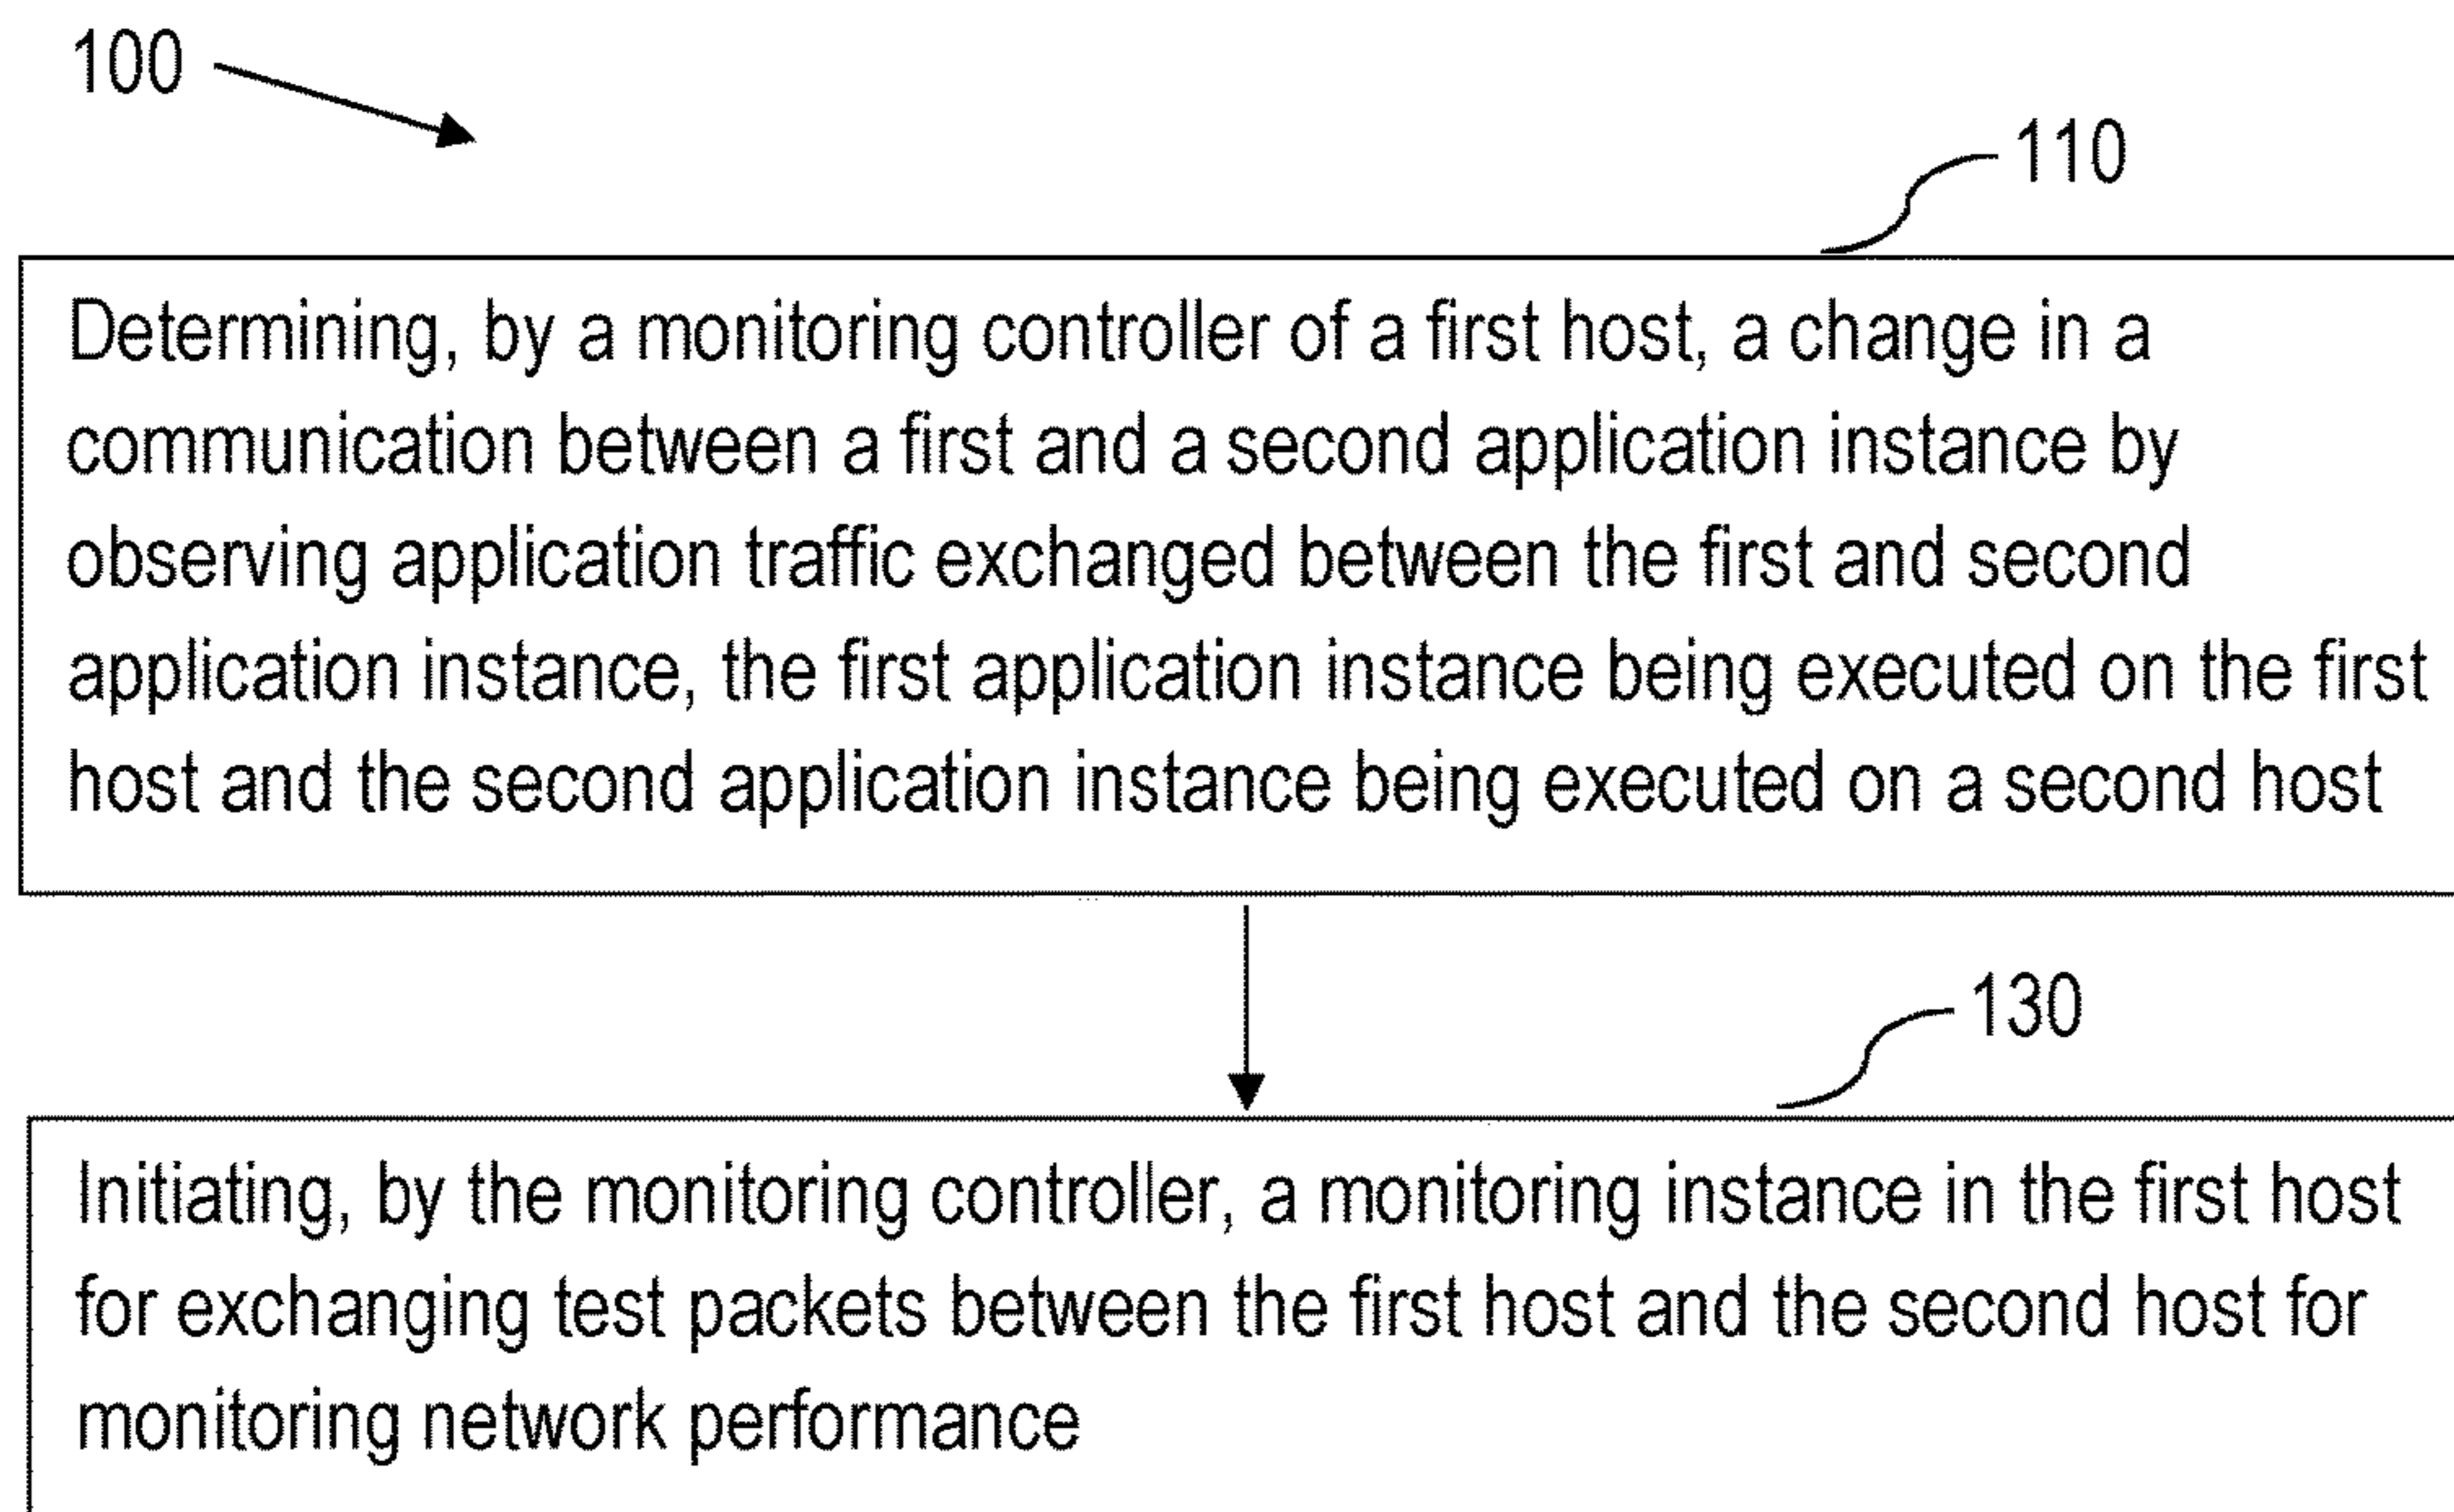 100
110
Determining, by a monitoring controller of a first host, a change in a
communication between a first and a second application instance by
observing application traffic exchanged between the first and second
application instance, the first application instance being executed on the first
host and the second application instance being executed on a second host
130
Initiating, by the monitoring controller, a monitoring instance in the first host
for exchanging test packets between the first host and the second host for
monitoring network performance